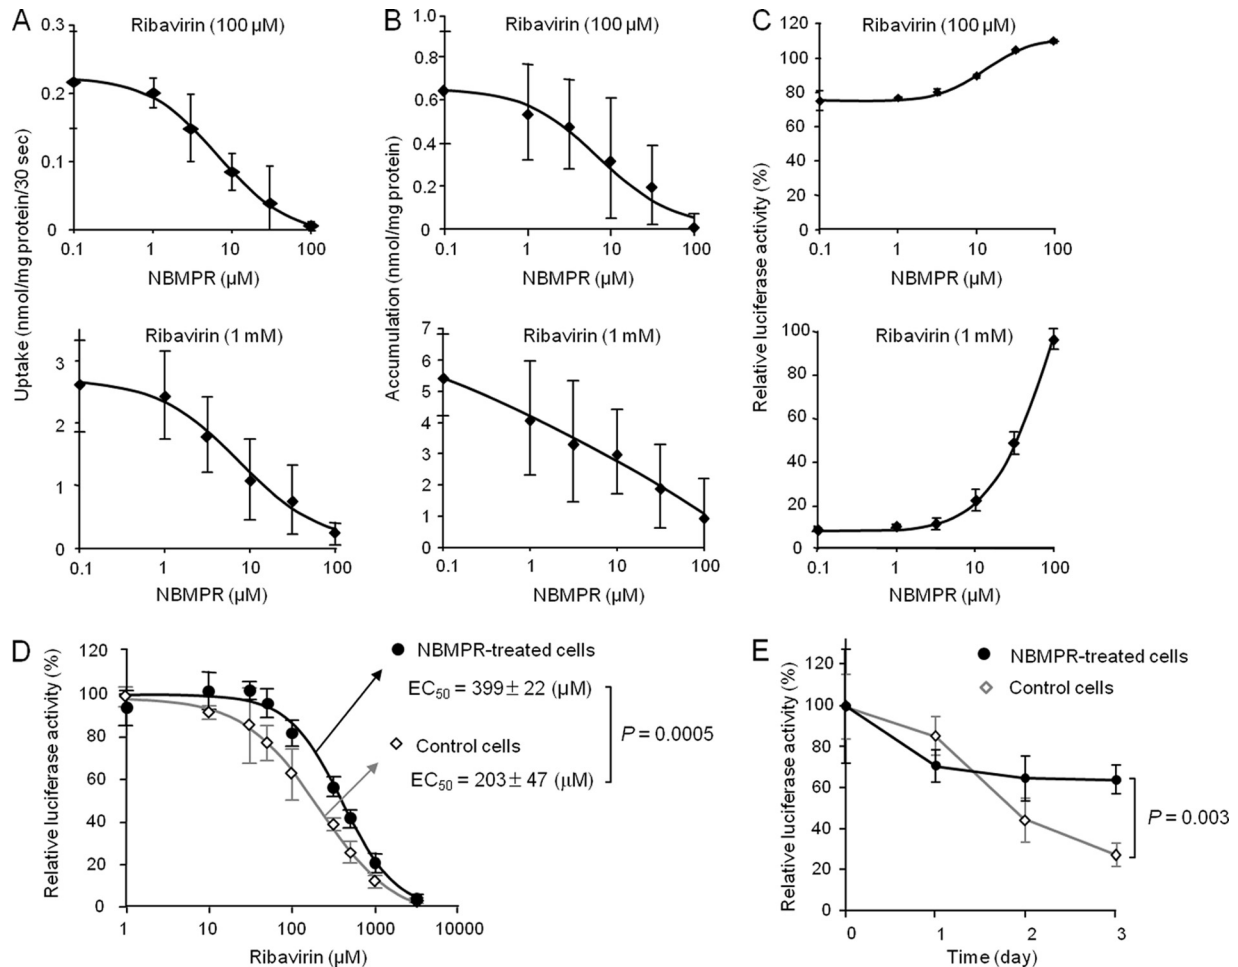 A
Ribavirin (100 µM)
0.3
0.2
0.1
0
0.1 1 10 100
NBMPR (µM)
Uptake (nmol/mg protein/30 sec)
Ribavirin (1 mM)
3
2
1
0
0.1 1 10 100
NBMPR (µM)
B
Ribavirin (100 µM)
1.0
0.8
0.6
0.4
0.2
0
0.1 1 10 100
NBMPR (µM)
Accumulation (nmol/mg protein)
Ribavirin (1 mM)
7
6
5
4
3
2
1
0
0.1 1 10 100
NBMPR (µM)
C
Ribavirin (100 µM)
120
100
80
60
40
20
0
0.1 1 10 100
NBMPR (µM)
Relative luciferase activity (%)
Ribavirin (1 mM)
100
80
60
40
20
0
0.1 1 10 100
NBMPR (µM)
D
Relative luciferase activity (%)
120
100
80
60
40
20
0
1 10 100 1000 10000
Ribavirin (µM)
NBMPR-treated cells
EC50 = 399 ± 22 (µM)
Control cells
EC50 = 203 ± 47 (µM)
P = 0.0005
E
Relative luciferase activity (%)
120
100
80
60
40
20
0
0 1 2 3
Time (day)
NBMPR-treated cells
Control cells
P = 0.003